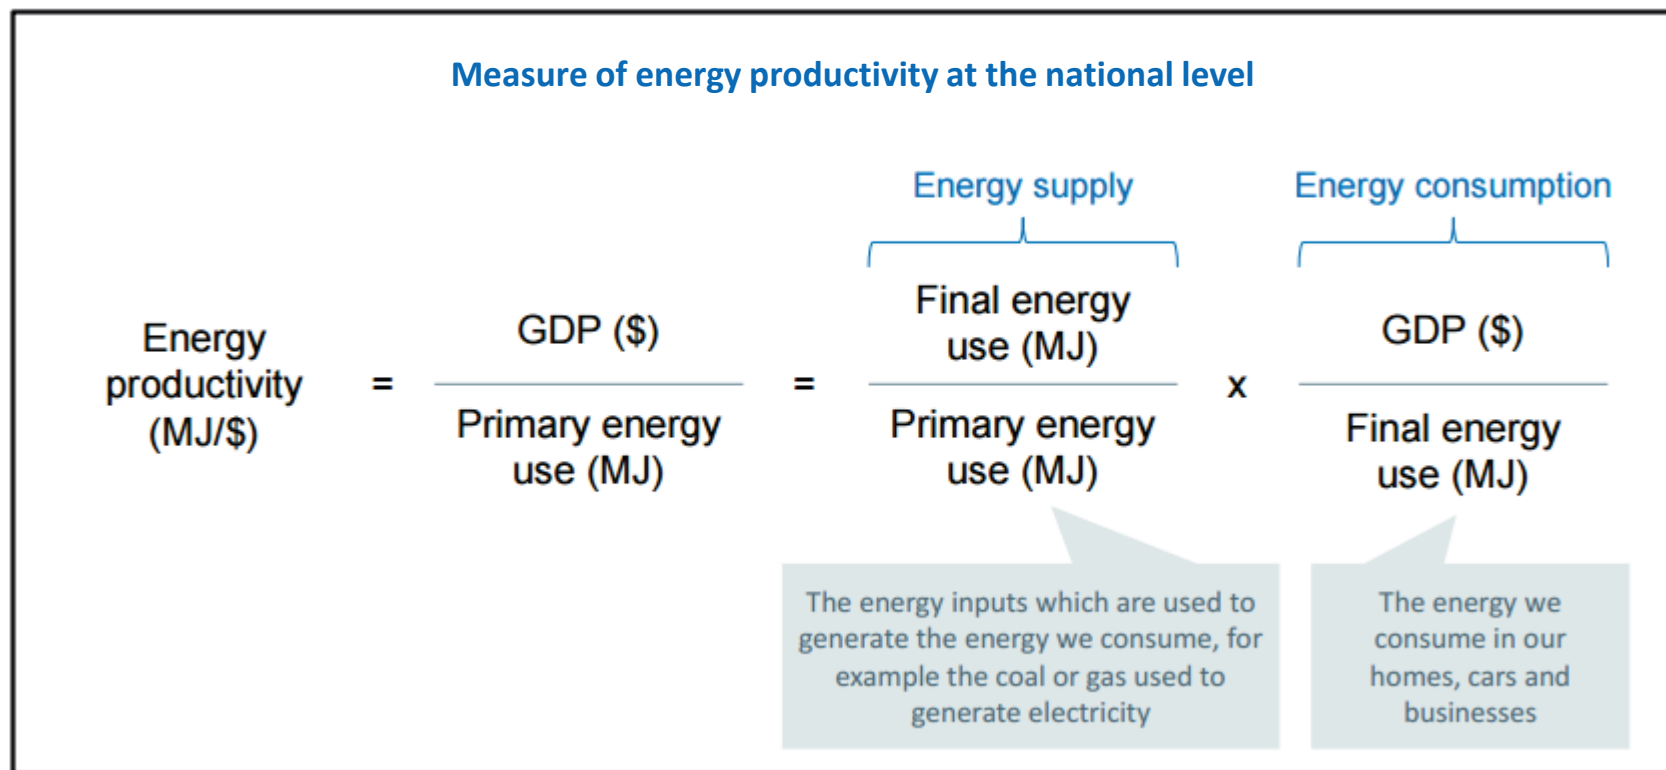 Measure of energy productivity at the national level
Energy supply
Energy consumption
Energy
productivity
(MJ/$)
=
GDP ($)
Primary energy
use (MJ)
=
Final energy
use (MJ)
Primary energy
use (MJ)
x
GDP ($)
Final energy
use (MJ)
The energy inputs which are used to
generate the energy we consume, for
example the coal or gas used to
generate electricity
The energy we
consume in our
homes, cars and
businesses